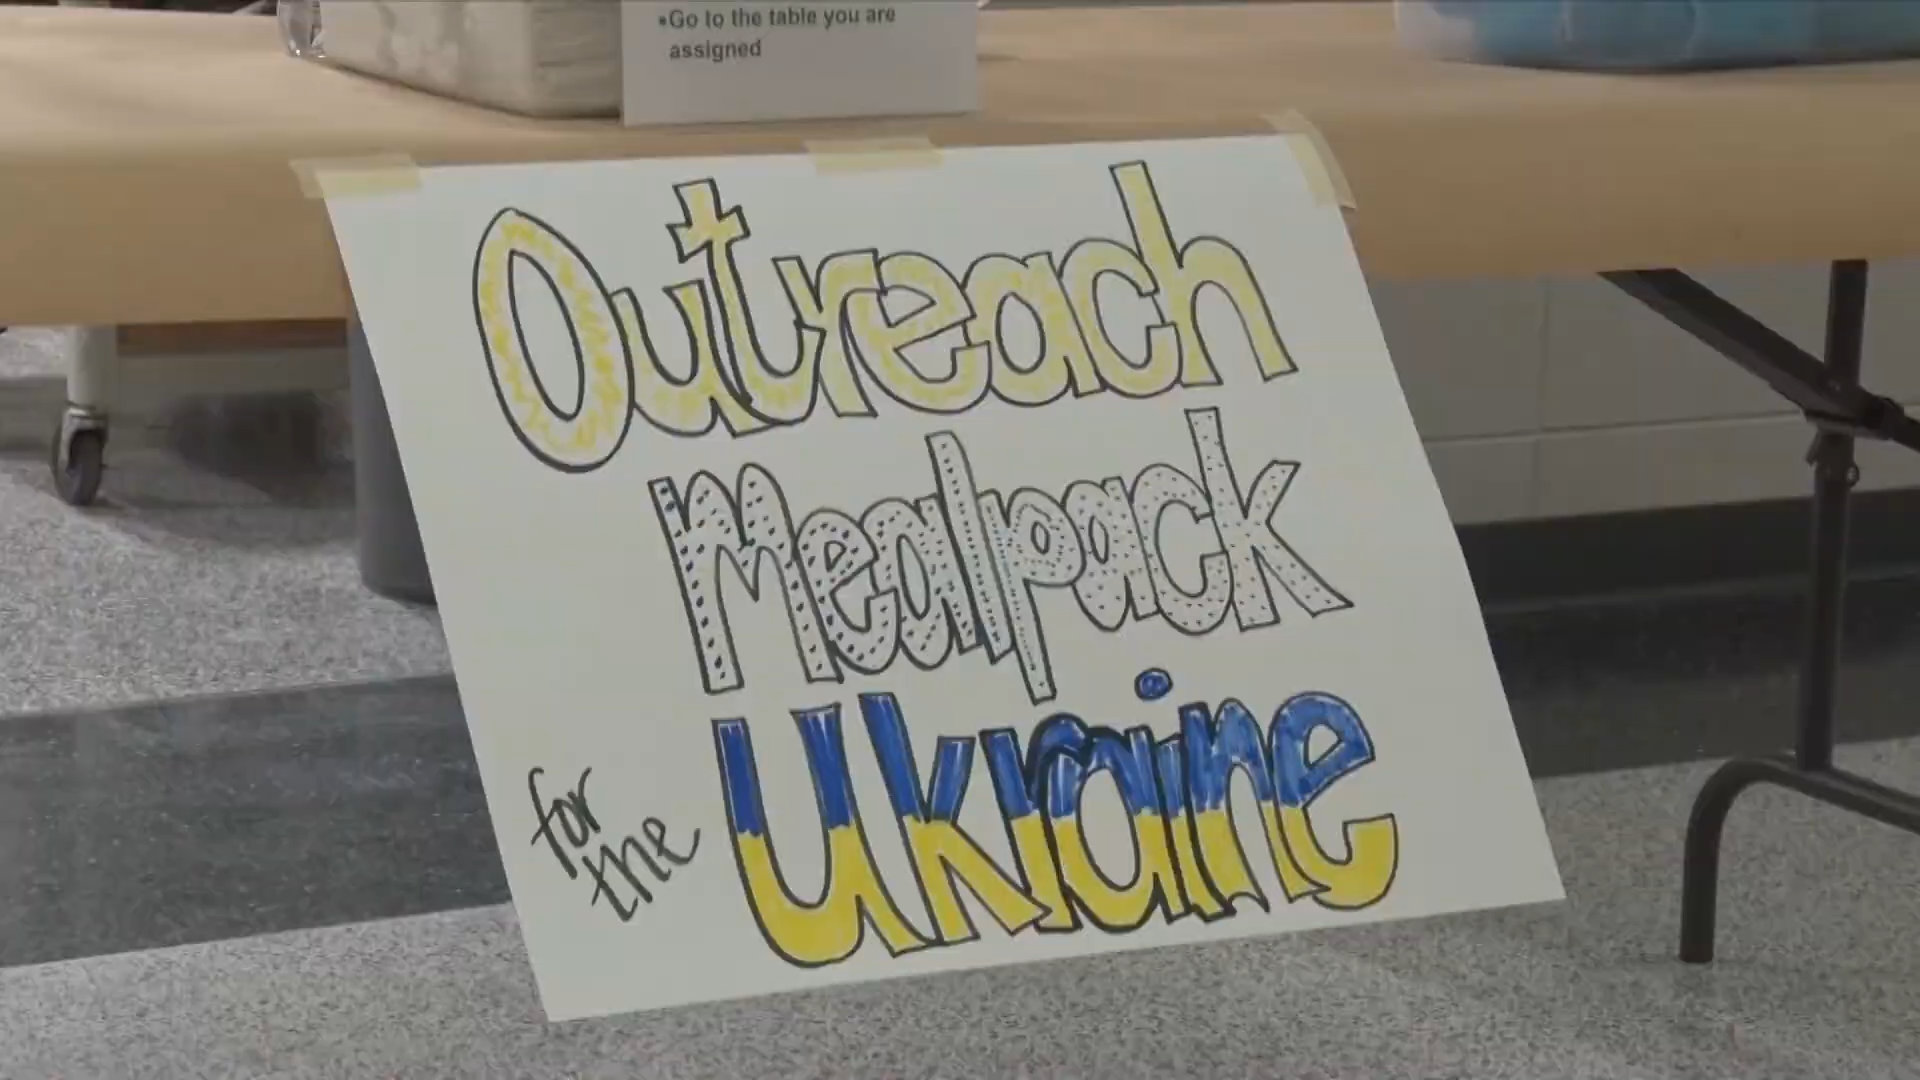 •Go to the table you are
assigned
Outreach
Mealpack
for
the
Ukraine